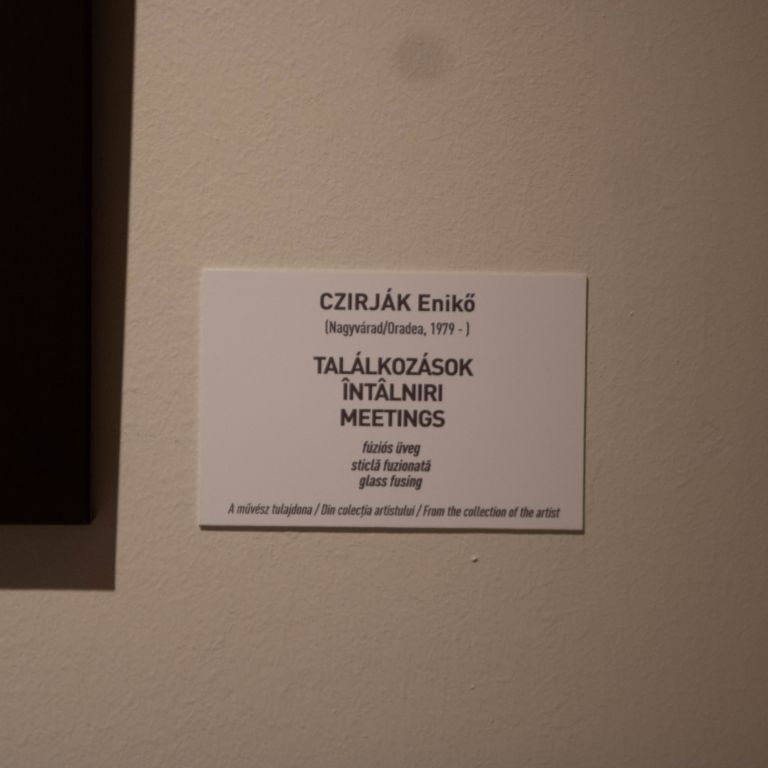 CZIRJÁK Enikő
(Nagyvárad/Oradea, 1979 - )
TALÁLKOZÁSOK
ÎNTÂLNIRI
MEETINGS
fúziós üveg
sticlă fuzionată
glass fusing
A művész tulajdona / Din colecția artistului / From the collection of the artist